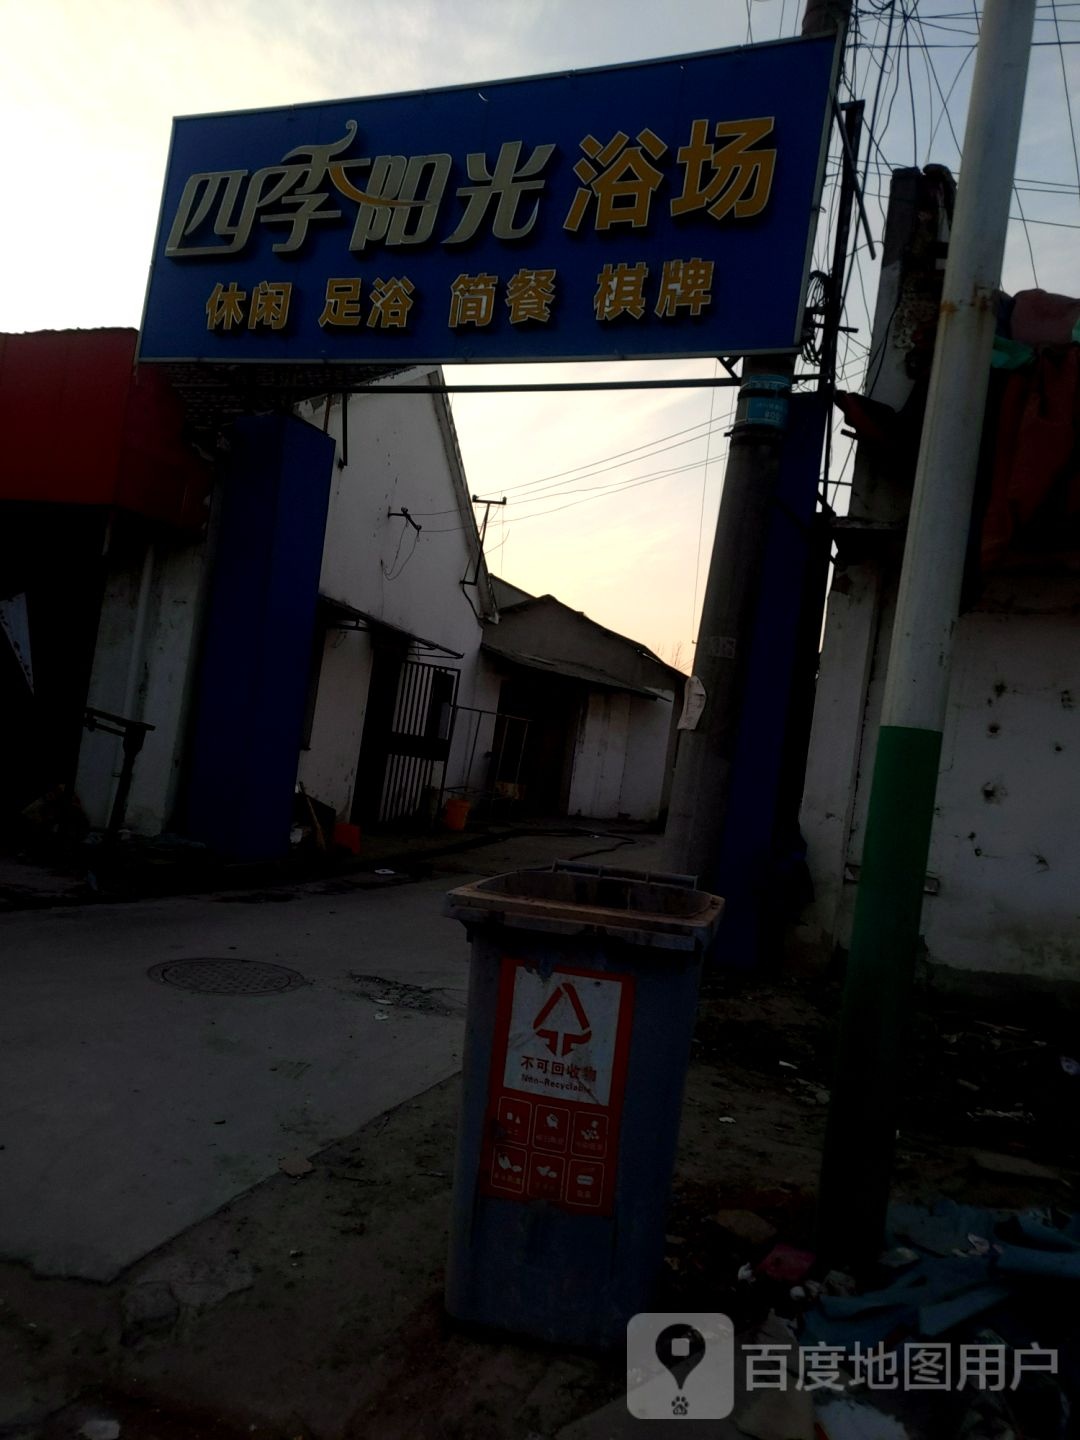 四季阳光浴场
休闲 足浴 简餐 棋牌
不可回收物
Non-Recyclable
百度地图用户